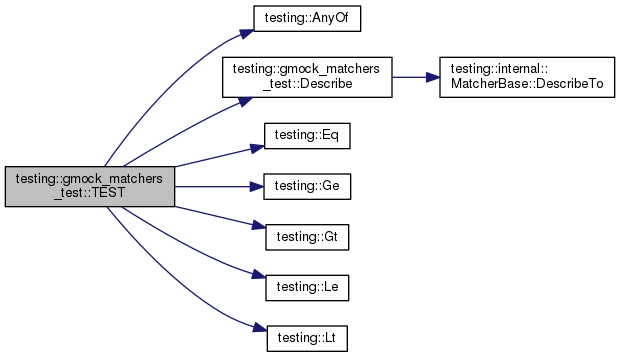 testing::AnyOf
testing::gmock_matchers
_test::Describe
testing::internal::
MatcherBase::DescribeTo
testing::Eq
testing::gmock_matchers
_test::TEST
testing::Ge
testing::Gt
testing::Le
testing::Lt